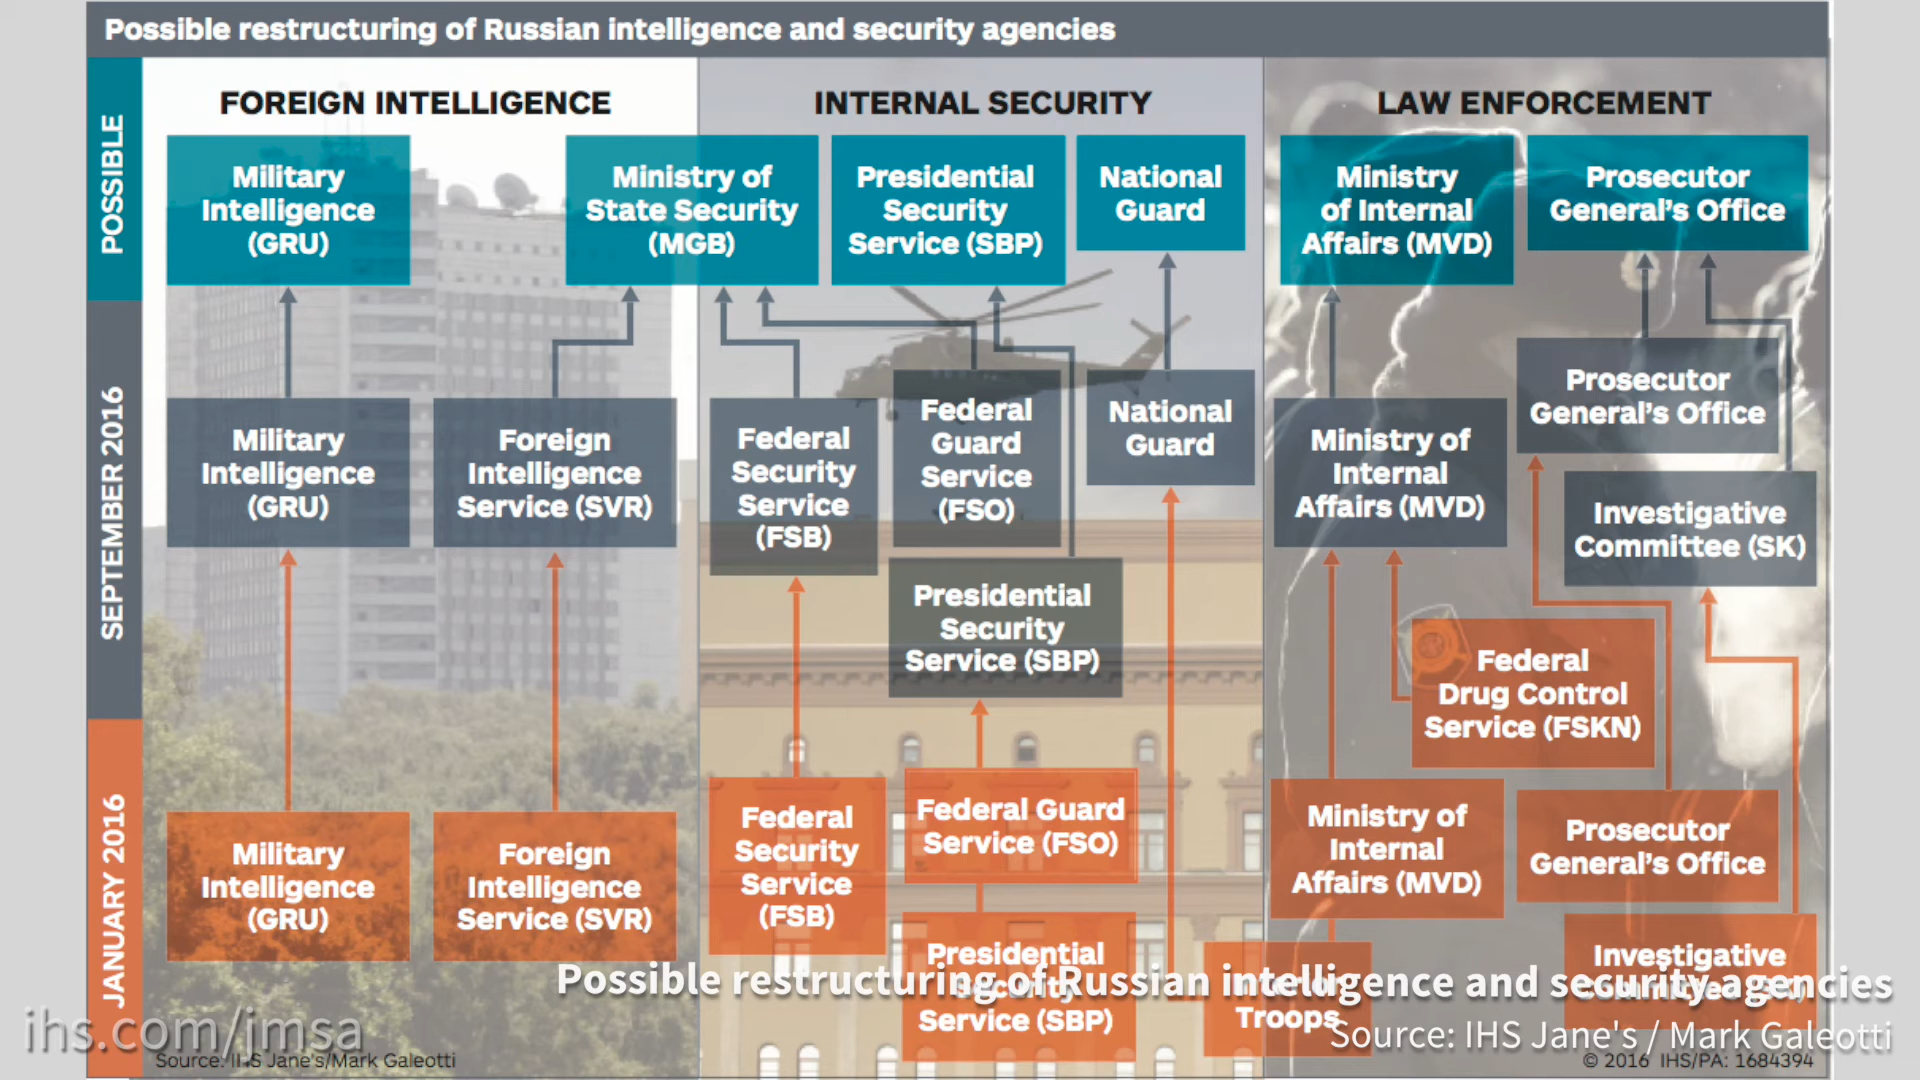 Possible restructuring of Russian intelligence and security agencies
FOREIGN INTELLIGENCE
INTERNAL SECURITY
LAW ENFORCEMENT
POSSIBLE
Military
Intelligence
(GRU)
Ministry of
State Security
(MGB)
Presidential
Security
Service (SBP)
National
Guard
Ministry
of Internal
Affairs (MVD)
Prosecutor
General's Office
SEPTEMBER 2016
Military
Intelligence
(GRU)
Foreign
Intelligence
Service (SVR)
Federal
Security
Service
(FSB)
Federal
Guard
Service
(FSO)
Presidential
Security
Service (SBP)
National
Guard
Ministry of
Internal
Affairs (MVD)
Prosecutor
General's Office
Investigative
Committee (SK)
JANUARY 2016
Military
Intelligence
(GRU)
Foreign
Intelligence
Service (SVR)
Federal
Security
Service
(FSB)
Federal Guard
Service (FSO)
Presidential
Security
Service (SBP)
Troops
Federal
Drug Control
Service (FSKN)
Ministry of
Internal
Affairs (MVD)
Prosecutor
General's Office
Investigative
Possible restructuring of Russian intelligence and security agencies
Source: IHS Jane's / Mark Galeotti
ihs.com/jmsa
Source: IHS Jane's/Mark Galeotti
© 2016 IHS/PA: 1684394